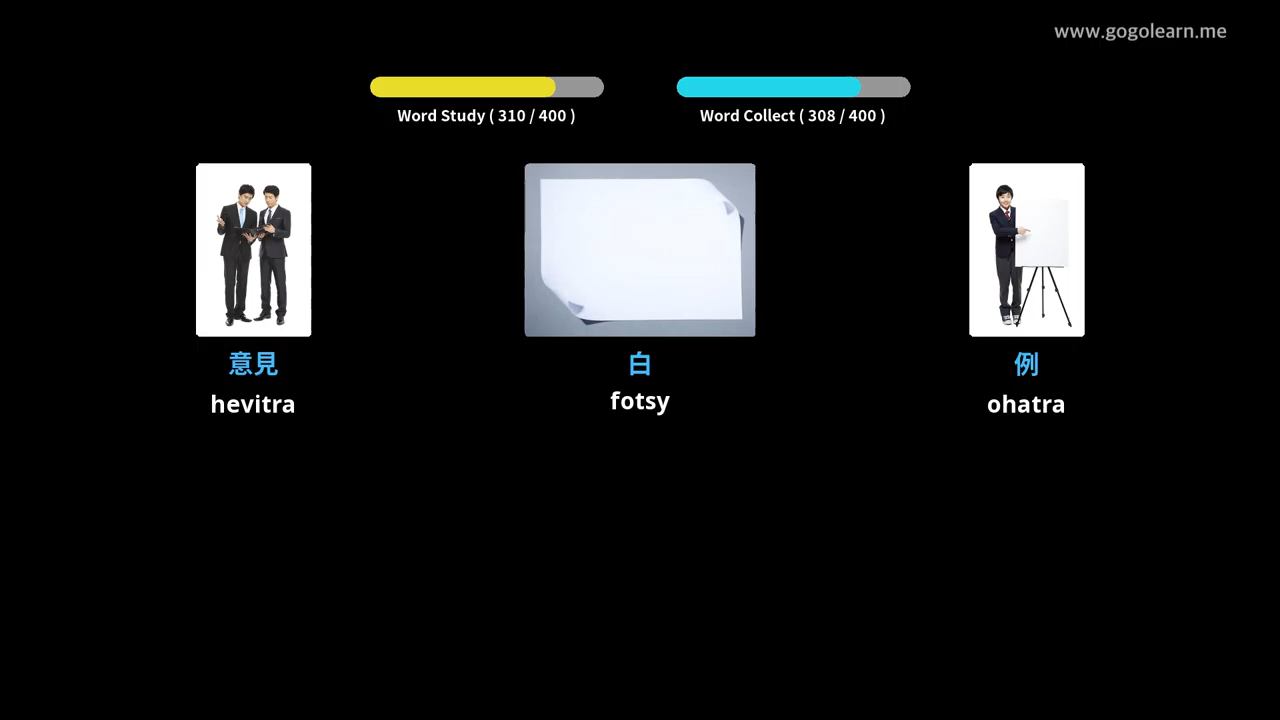 www.gogolearn.me
Word Study ( 310 / 400 )
Word Collect ( 308 / 400 )
意見
hevitra
白
fotsy
例
ohatra